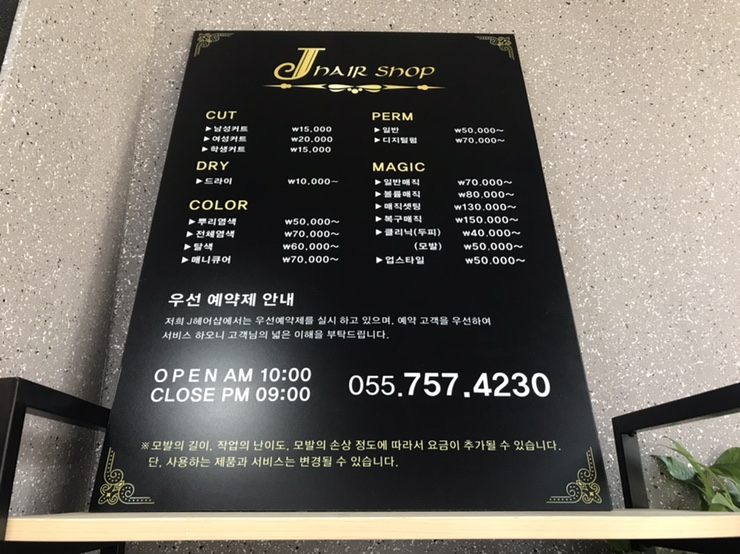 J HAIR SHOP
CUT
▶남성커트 ₩15,000
▶여성커트 ₩20,000
▶학생커트 ₩15,000
DRY
▶드라이 ₩10,000~
COLOR
▶뿌리염색 ₩50,000~
▶전체염색 ₩70,000~
▶탈색 ₩60,000~
▶매니큐어 ₩70,000~
PERM
▶일반 ₩50,000~
▶디지털펌 ₩70,000~
MAGIC
▶일반매직 ₩70,000~
▶볼륨매직 ₩80,000~
▶매직셋팅 ₩130,000~
▶복구매직 ₩150,000~
▶클리닉(두피) ₩40,000~
(모발) ₩50,000~
▶업스타일 ₩50,000~
우선 예약제 안내
저희 J헤어샵에서는 우선예약제를 실시 하고 있으며, 예약 고객을 우선하여
서비스 하오니 고객님의 넓은 이해을 부탁드립니다.
OPEN AM 10:00
CLOSE PM 09:00
055.757.4230
※모발의 길이, 작업의 난이도, 모발의 손상 정도에 따라서 요금이 추가될 수 있습니다.
단, 사용하는 제품과 서비스는 변경될 수 있습니다.